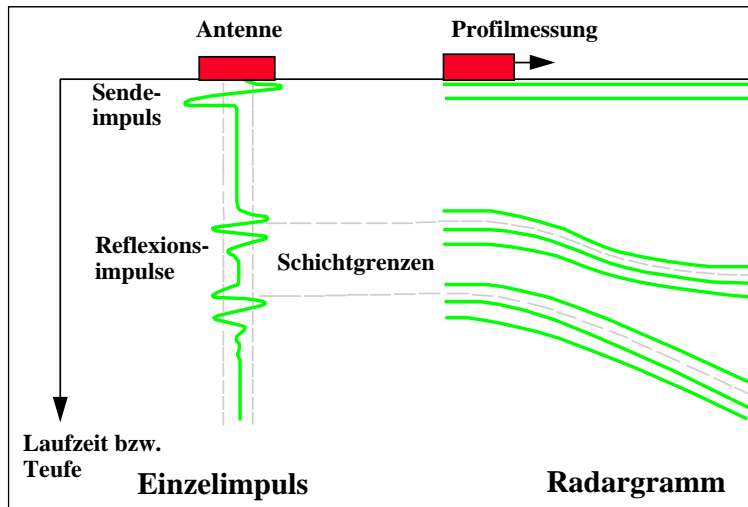 Antenne
Profilmessung
Sende-
impuls
Reflexions-
impulse
Schichtgrenzen
Laufzeit bzw.
Teufe
Einzelimpuls
Radargramm